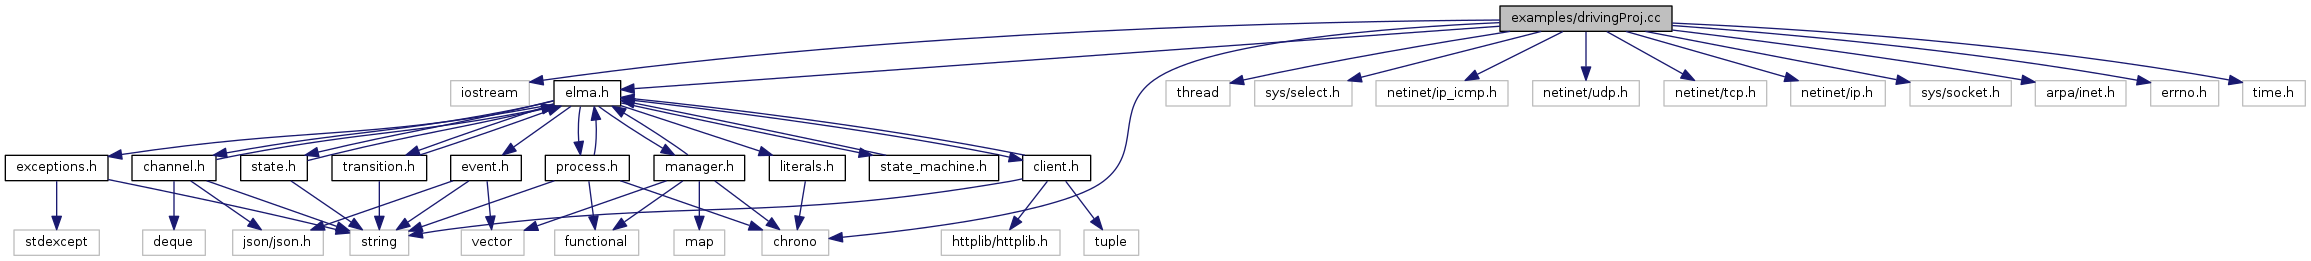 examples/drivingProj.cc
iostream
elma.h
thread
sys/select.h
netinet/ip_icmp.h
netinet/udp.h
netinet/tcp.h
netinet/ip.h
sys/socket.h
arpa/inet.h
errno.h
time.h
exceptions.h
channel.h
state.h
transition.h
event.h
process.h
manager.h
literals.h
state_machine.h
client.h
stdexcept
deque
json/json.h
string
vector
functional
map
chrono
httplib/httplib.h
tuple